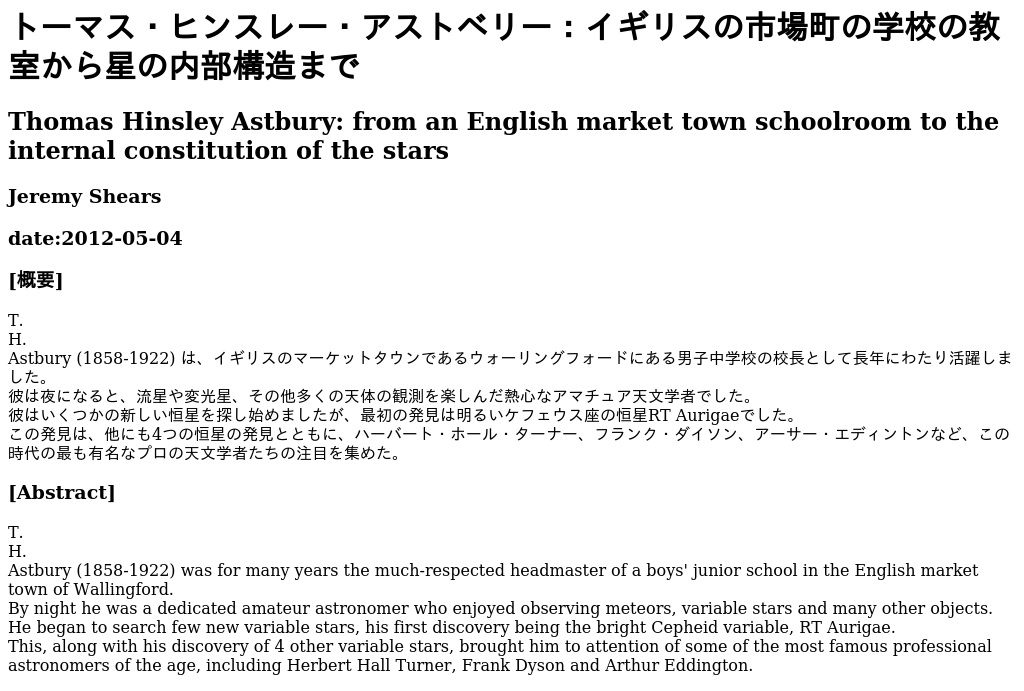 トーマス・ヒンスレー・アストベリー：イギリスの市場町の学校の教
室から星の内部構造まで
Thomas Hinsley Astbury: from an English market town schoolroom to the
internal constitution of the stars
Jeremy Shears
date:2012-05-04
[概要]
T.
H.
Astbury (1858-1922) は、イギリスのマーケットタウンであるウォーリングフォードにある男子中学校の校長として長年にわたり活躍しま
した。
彼は夜になると、流星や変光星、その他多くの天体の観測を楽しんだ熱心なアマチュア天文学者でした。
彼はいくつかの新しい恒星を探し始めましたが、最初の発見は明るいケフェウス座の恒星RT Aurigaeでした。
この発見は、他にも4つの恒星の発見とともに、ハーバート・ホール・ターナー、フランク・ダイソン、アーサー・エディントンなど、この
時代の最も有名なプロの天文学者たちの注目を集めた。
[Abstract]
T.
H.
Astbury (1858-1922) was for many years the much-respected headmaster of a boys' junior school in the English market
town of Wallingford.
By night he was a dedicated amateur astronomer who enjoyed observing meteors, variable stars and many other objects.
He began to search few new variable stars, his first discovery being the bright Cepheid variable, RT Aurigae.
This, along with his discovery of 4 other variable stars, brought him to attention of some of the most famous professional
astronomers of the age, including Herbert Hall Turner, Frank Dyson and Arthur Eddington.